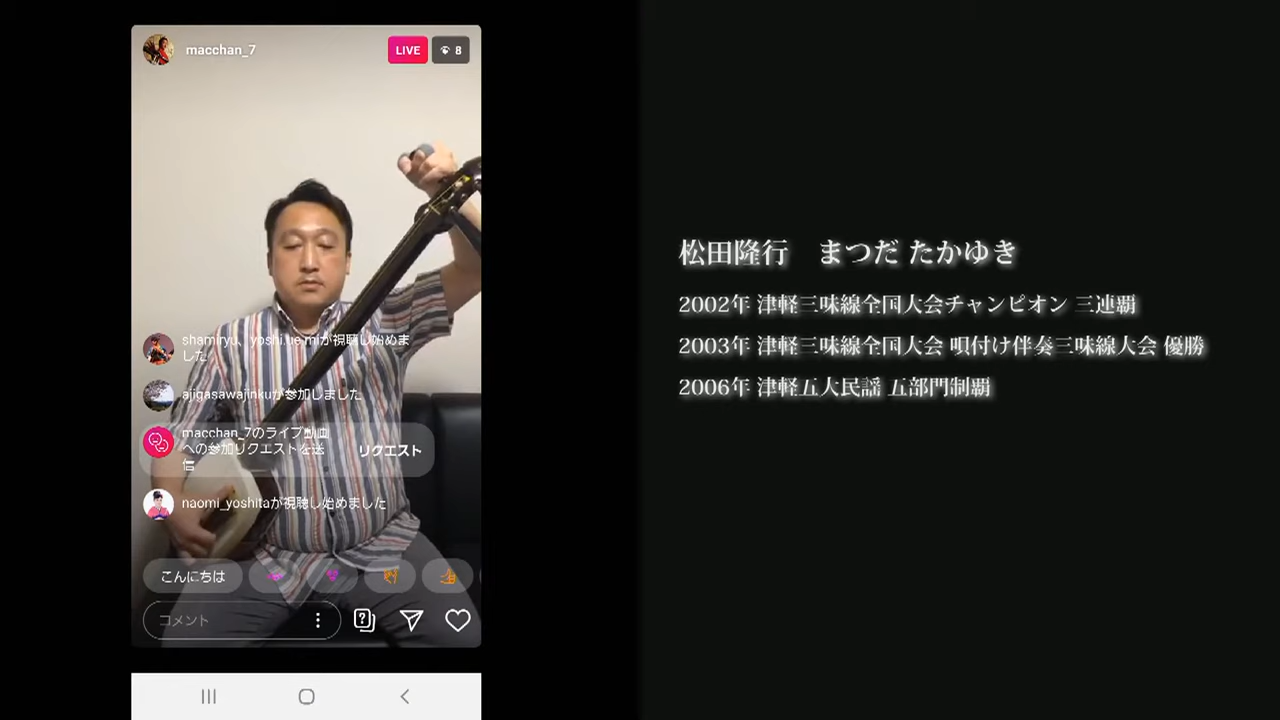 macchan_7
LIVE
8
shamiryu、yoshi.ue miが視聴し始めま
した
ajigasawajinkuが参加しました
macchan_7のライブ動画
への参加リクエストを送
信
リクエスト
naomi_yoshitaが視聴し始めました
こんにちは
コメント
松田隆行　まつだ たかゆき
2002年 津軽三味線全国大会チャンピオン 三連覇
2003年 津軽三味線全国大会 唄付け伴奏三味線大会 優勝
2006年 津軽五大民謡 五部門制覇